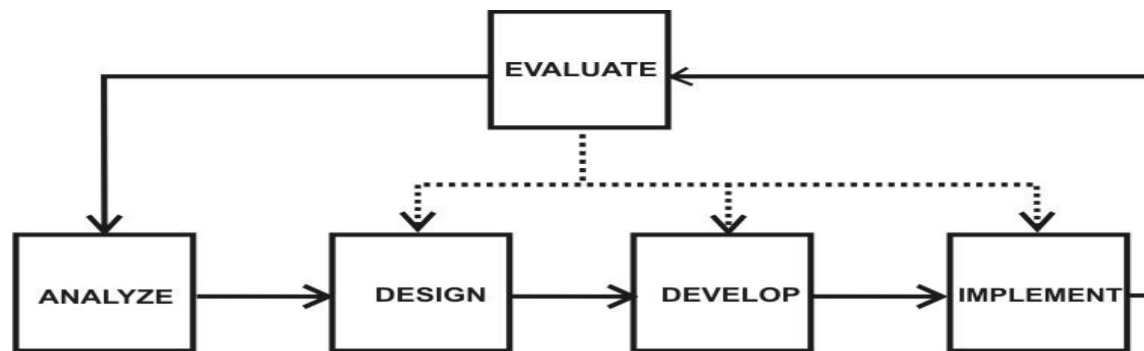 EVALUATE
ANALYZE
DESIGN
DEVELOP
IMPLEMENT